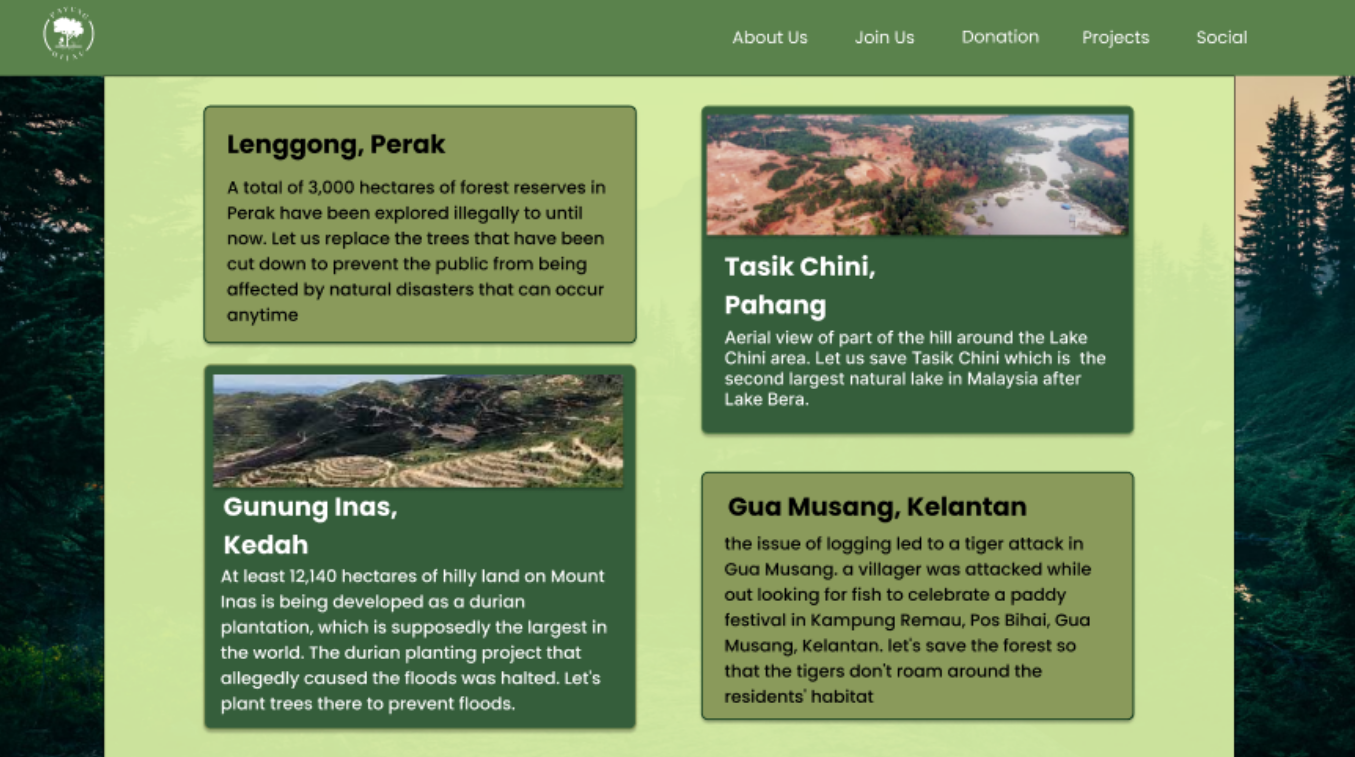 PAYUNG
HIJAU
About Us
Join Us
Donation
Projects
Social
Lenggong, Perak
A total of 3,000 hectares of forest reserves in
Perak have been explored illegally to until
now. Let us replace the trees that have been
cut down to prevent the public from being
affected by natural disasters that can occur
anytime
Gunung Inas,
Kedah
At least 12,140 hectares of hilly land on Mount
Inas is being developed as a durian
plantation, which is supposedly the largest in
the world. The durian planting project that
allegedly caused the floods was halted. Let's
plant trees there to prevent floods.
Tasik Chini,
Pahang
Aerial view of part of the hill around the Lake
Chini area. Let us save Tasik Chini which is  the
second largest natural lake in Malaysia after
Lake Bera.
Gua Musang, Kelantan
the issue of logging led to a tiger attack in
Gua Musang. a villager was attacked while
out looking for fish to celebrate a paddy
festival in Kampung Remau, Pos Bihai, Gua
Musang, Kelantan. let's save the forest so
that the tigers don't roam around the
residents' habitat